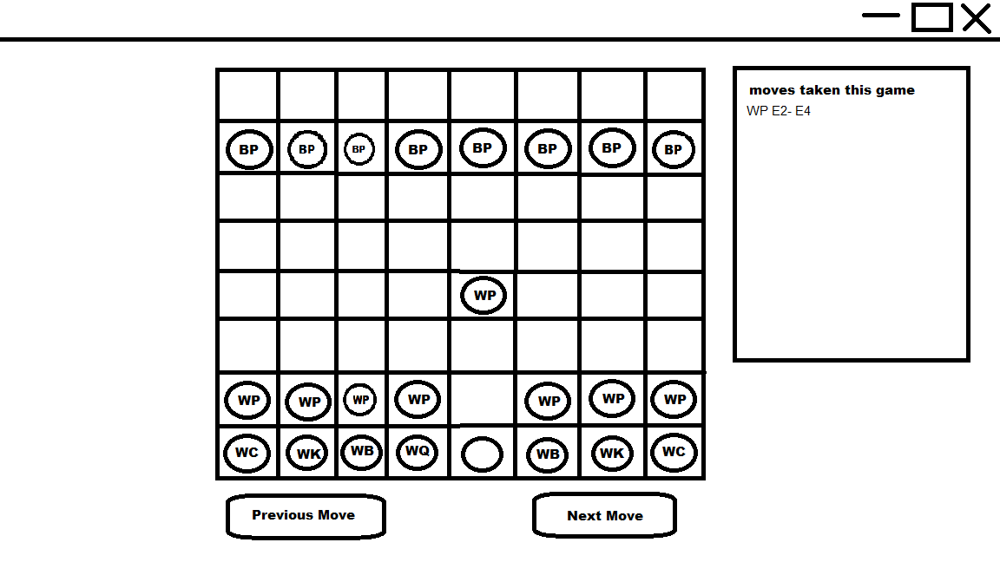 moves taken this game
WP E2- E4
BP BP BP BP BP BP BP BP
WP
WP WP WP WP WP WP WP
WC WK WB WQ WB WK WC
Previous Move Next Move